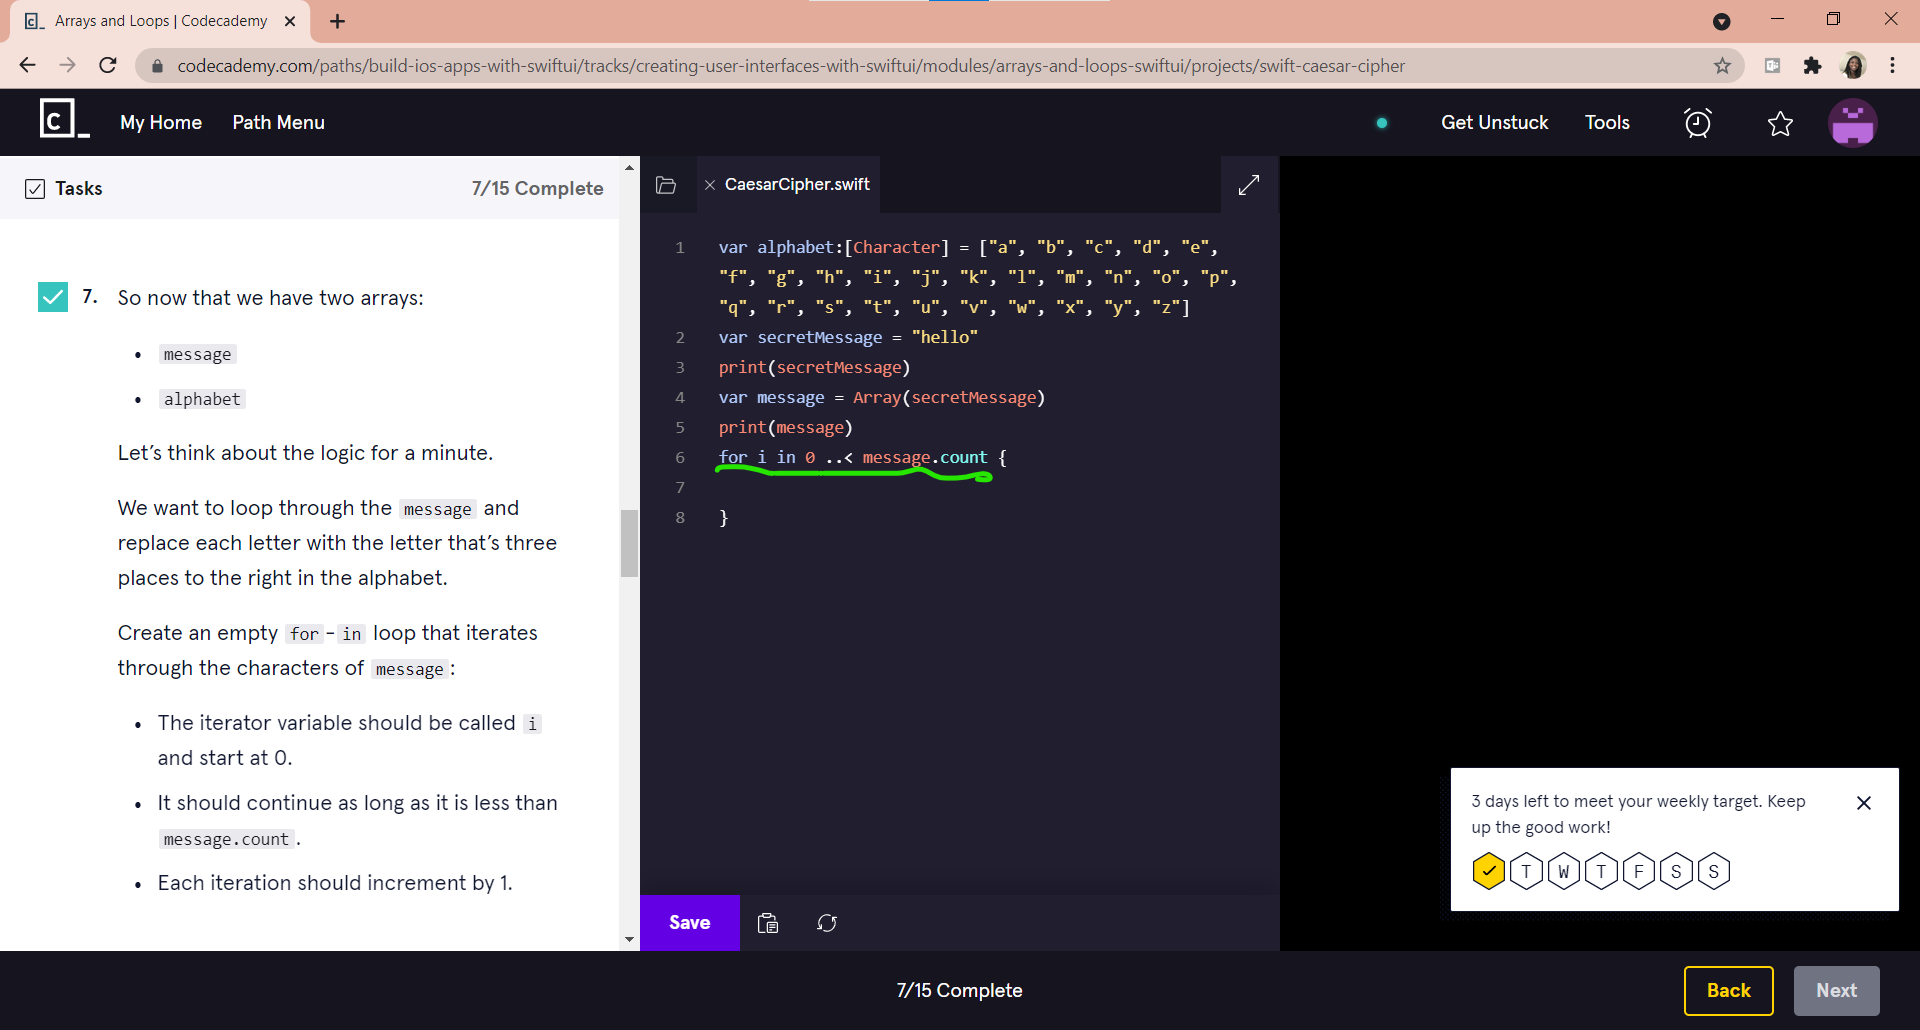 Arrays and Loops | Codecademy
codecademy.com/paths/build-ios-apps-with-swiftui/tracks/creating-user-interfaces-with-swiftui/modules/arrays-and-loops-swiftui/projects/swift-caesar-cipher
c_ My Home Path Menu Get Unstuck Tools
Tasks 7/15 Complete
7. So now that we have two arrays:
• message
• alphabet
Let’s think about the logic for a minute.
We want to loop through the message and
replace each letter with the letter that’s three
places to the right in the alphabet.
Create an empty for-in loop that iterates
through the characters of message:
• The iterator variable should be called i
and start at 0.
• It should continue as long as it is less than
message.count.
• Each iteration should increment by 1.
CaesarCipher.swift
1 var alphabet:[Character] = ["a", "b", "c", "d", "e",
"f", "g", "h", "i", "j", "k", "l", "m", "n", "o", "p",
"q", "r", "s", "t", "u", "v", "w", "x", "y", "z"]
2 var secretMessage = "hello"
3 print(secretMessage)
4 var message = Array(secretMessage)
5 print(message)
6 for i in 0 ..< message.count {
7
8 }
Save
3 days left to meet your weekly target. Keep
up the good work!
T W T F S S
7/15 Complete
Back Next